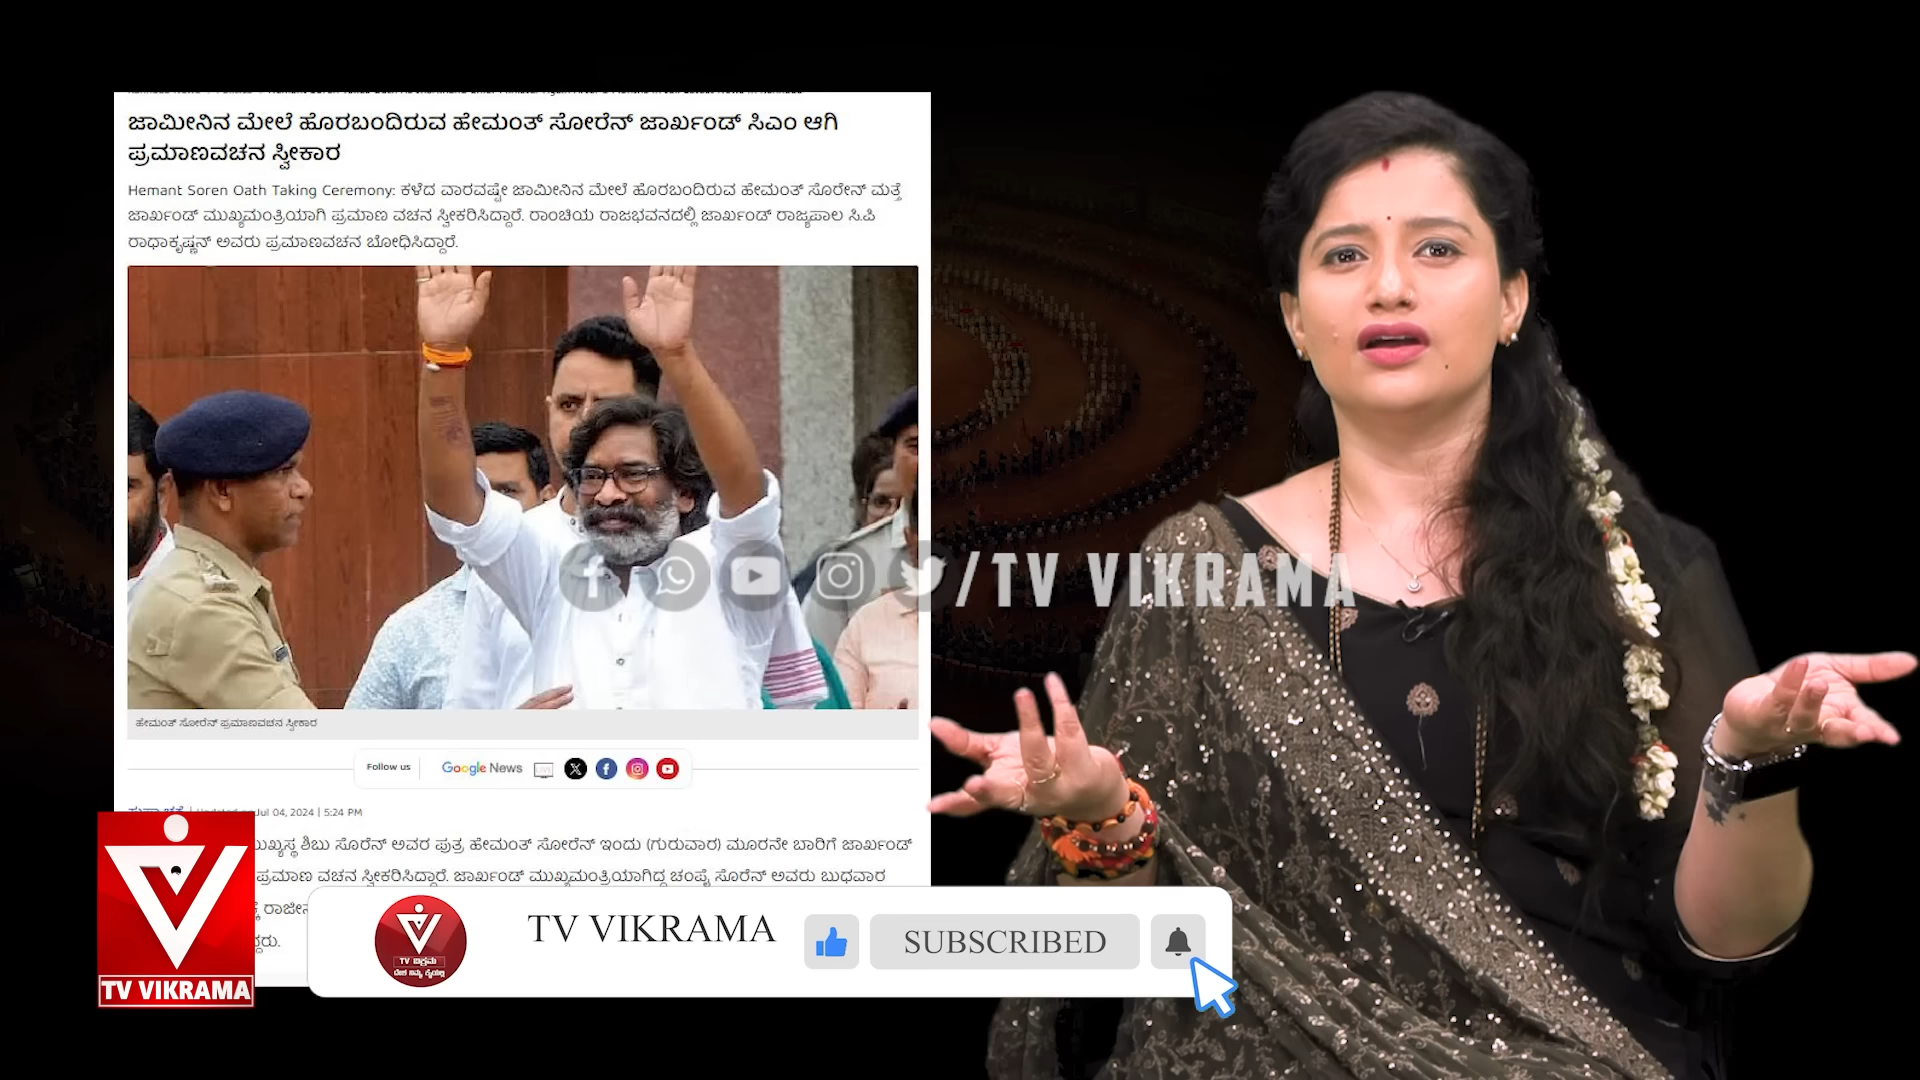 ಜಾಮೀನಿನ ಮೇಲೆ ಹೊರಬಂದಿರುವ ಹೇಮಂತ್ ಸೋರೆನ್ ಜಾರ್ಖಂಡ್ ಸಿಎಂ ಆಗಿ
ಪ್ರಮಾಣವಚನ ಸ್ವೀಕಾರ
Hemant Soren Oath Taking Ceremony: ಕಳೆದ ವಾರವಷ್ಟೇ ಜಾಮೀನಿನ ಮೇಲೆ ಹೊರಬಂದಿರುವ ಹೇಮಂತ್ ಸೊರೇನ್ ಮತ್ತೆ
ಜಾರ್ಖಂಡ್ ಮುಖ್ಯಮಂತ್ರಿಯಾಗಿ ಪ್ರಮಾಣ ವಚನ ಸ್ವೀಕರಿಸಿದ್ದಾರೆ. ರಾಂಚಿಯ ರಾಜಭವನದಲ್ಲಿ ಜಾರ್ಖಂಡ್ ರಾಜ್ಯಪಾಲ ಸಿ.ಪಿ
ರಾಧಾಕೃಷ್ಣನ್ ಅವರು ಪ್ರಮಾಣವಚನ ಬೋಧಿಸಿದ್ದಾರೆ.
/TV VIKRAMA
ಹೇಮಂತ್ ಸೋರೆನ್ ಪ್ರಮಾಣವಚನ ಸ್ವೀಕಾರ
Follow us Google News
Jul 04, 2024 | 5:24 PM
ಶಿಬು ಸೊರೆನ್ ಅವರ ಪುತ್ರ ಹೇಮಂತ್ ಸೋರೆನ್ ಇಂದು (ಗುರುವಾರ) ಮೂರನೇ ಬಾರಿಗೆ ಜಾರ್ಖಂಡ್
ಪ್ರಮಾಣ ವಚನ ಸ್ವೀಕರಿಸಿದ್ದಾರೆ. ಜಾರ್ಖಂಡ್ ಮುಖ್ಯಮಂತ್ರಿಯಾಗಿದ್ದ ಚಂಪೈ ಸೊರೆನ್ ಅವರು ಬುಧವಾರ
TV VIKRAMA
TV ವಿಕ್ರಮ
TV VIKRAMA
SUBSCRIBED